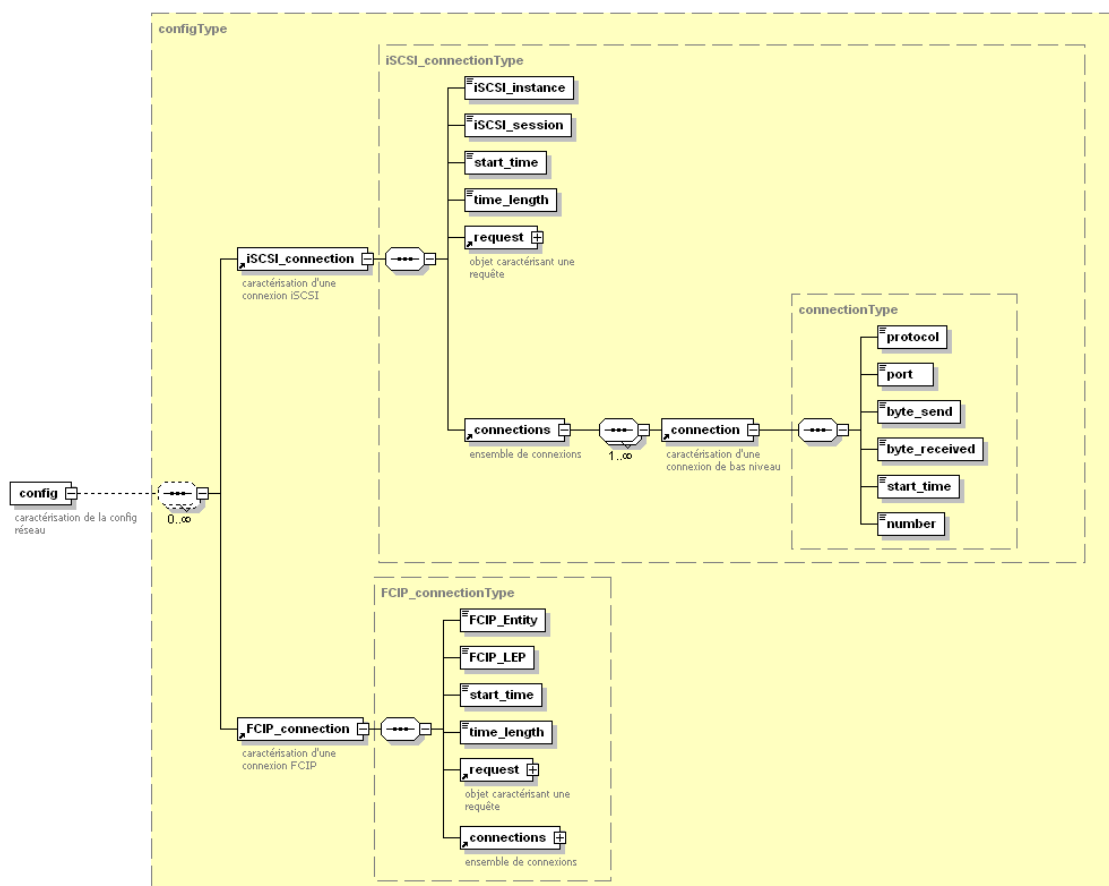 configType
iSCSI_connectionType
iSCSI_instance
iSCSI_session
start_time
time_length
request
objet caractérisant une
requête
iSCSI_connection
caractérisation d'une
connexion iSCSI
connectionType
protocol
port
byte_send
byte_received
start_time
number
connections
ensemble de connexions
1..∞
connection
caractérisation d'une
connexion de bas niveau
config
caractérisation de la config
réseau
0..∞
FCIP_connectionType
FCIP_Entity
FCIP_LEP
start_time
time_length
request
objet caractérisant une
requête
connections
ensemble de connexions
FCIP_connection
caractérisation d'une
connexion FCIP